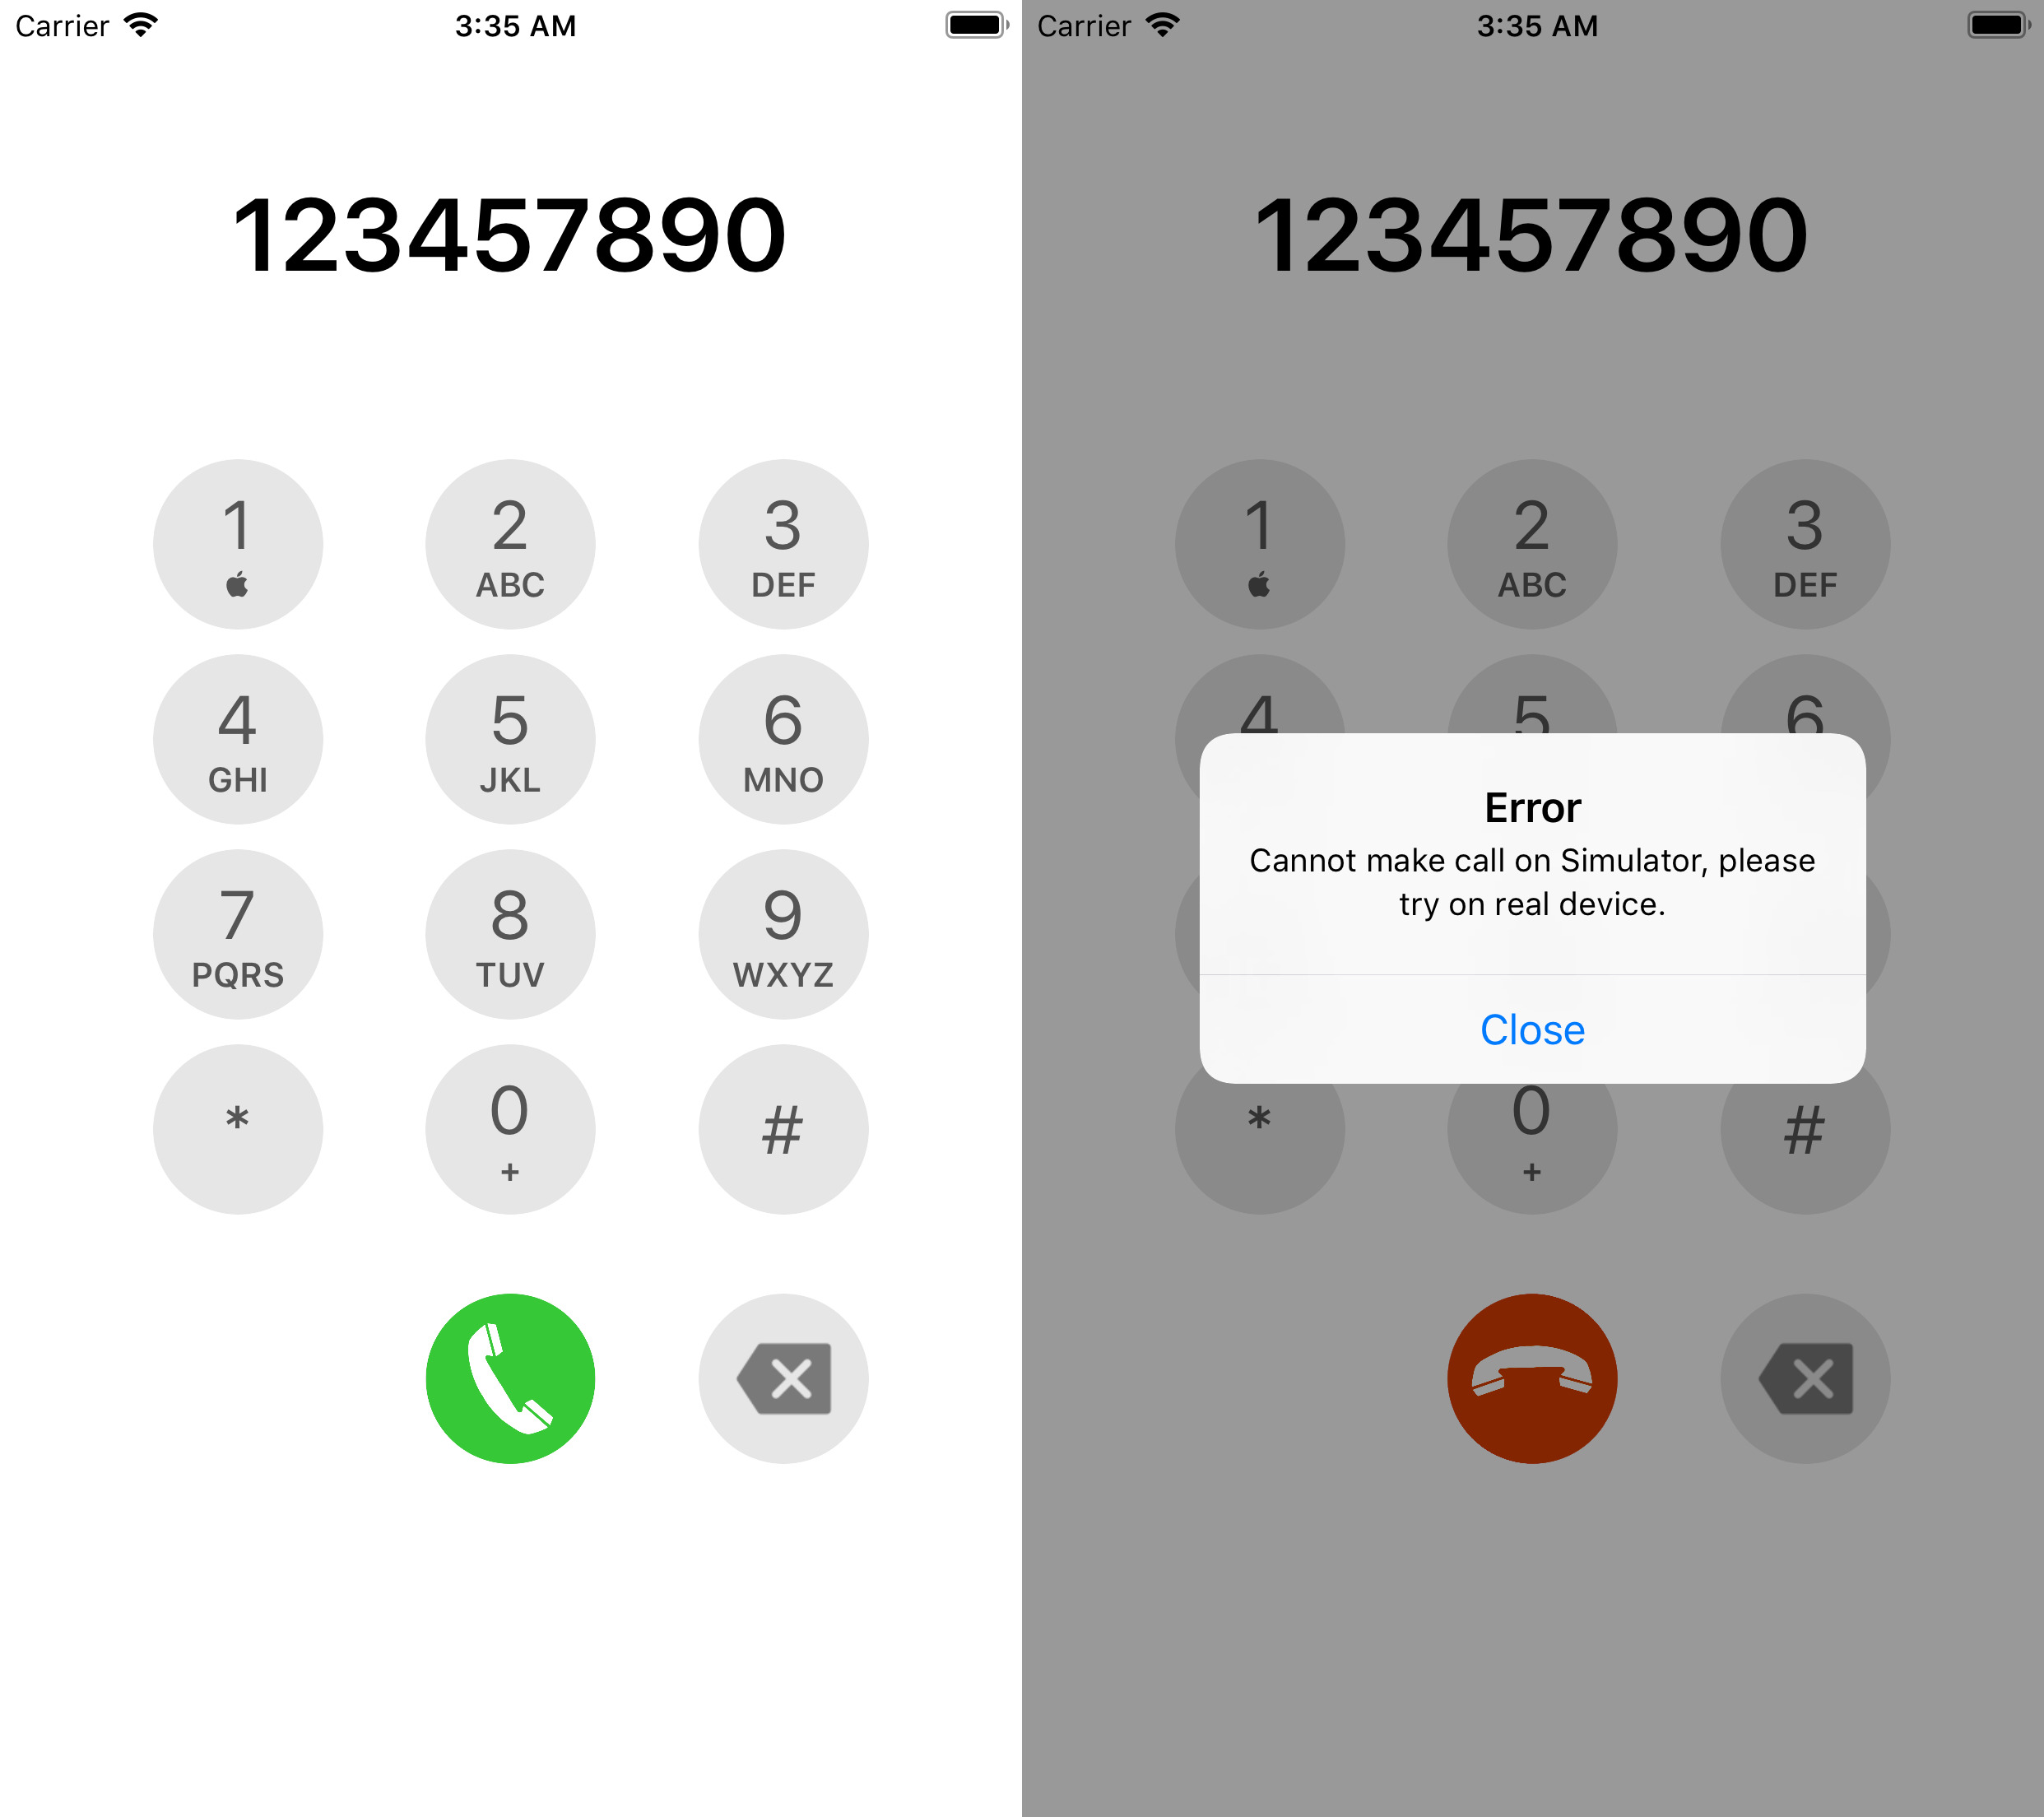 Carrier 3:35 AM
123457890
1 2 3
ABC DEF
4 5 6
GHI JKL MNO
7 8 9
PQRS TUV WXYZ
* 0 #
+
Carrier 3:35 AM
123457890
1 2 3
ABC DEF
4 5 6
Error
Cannot make call on Simulator, please
try on real device.
Close
* 0 #
+